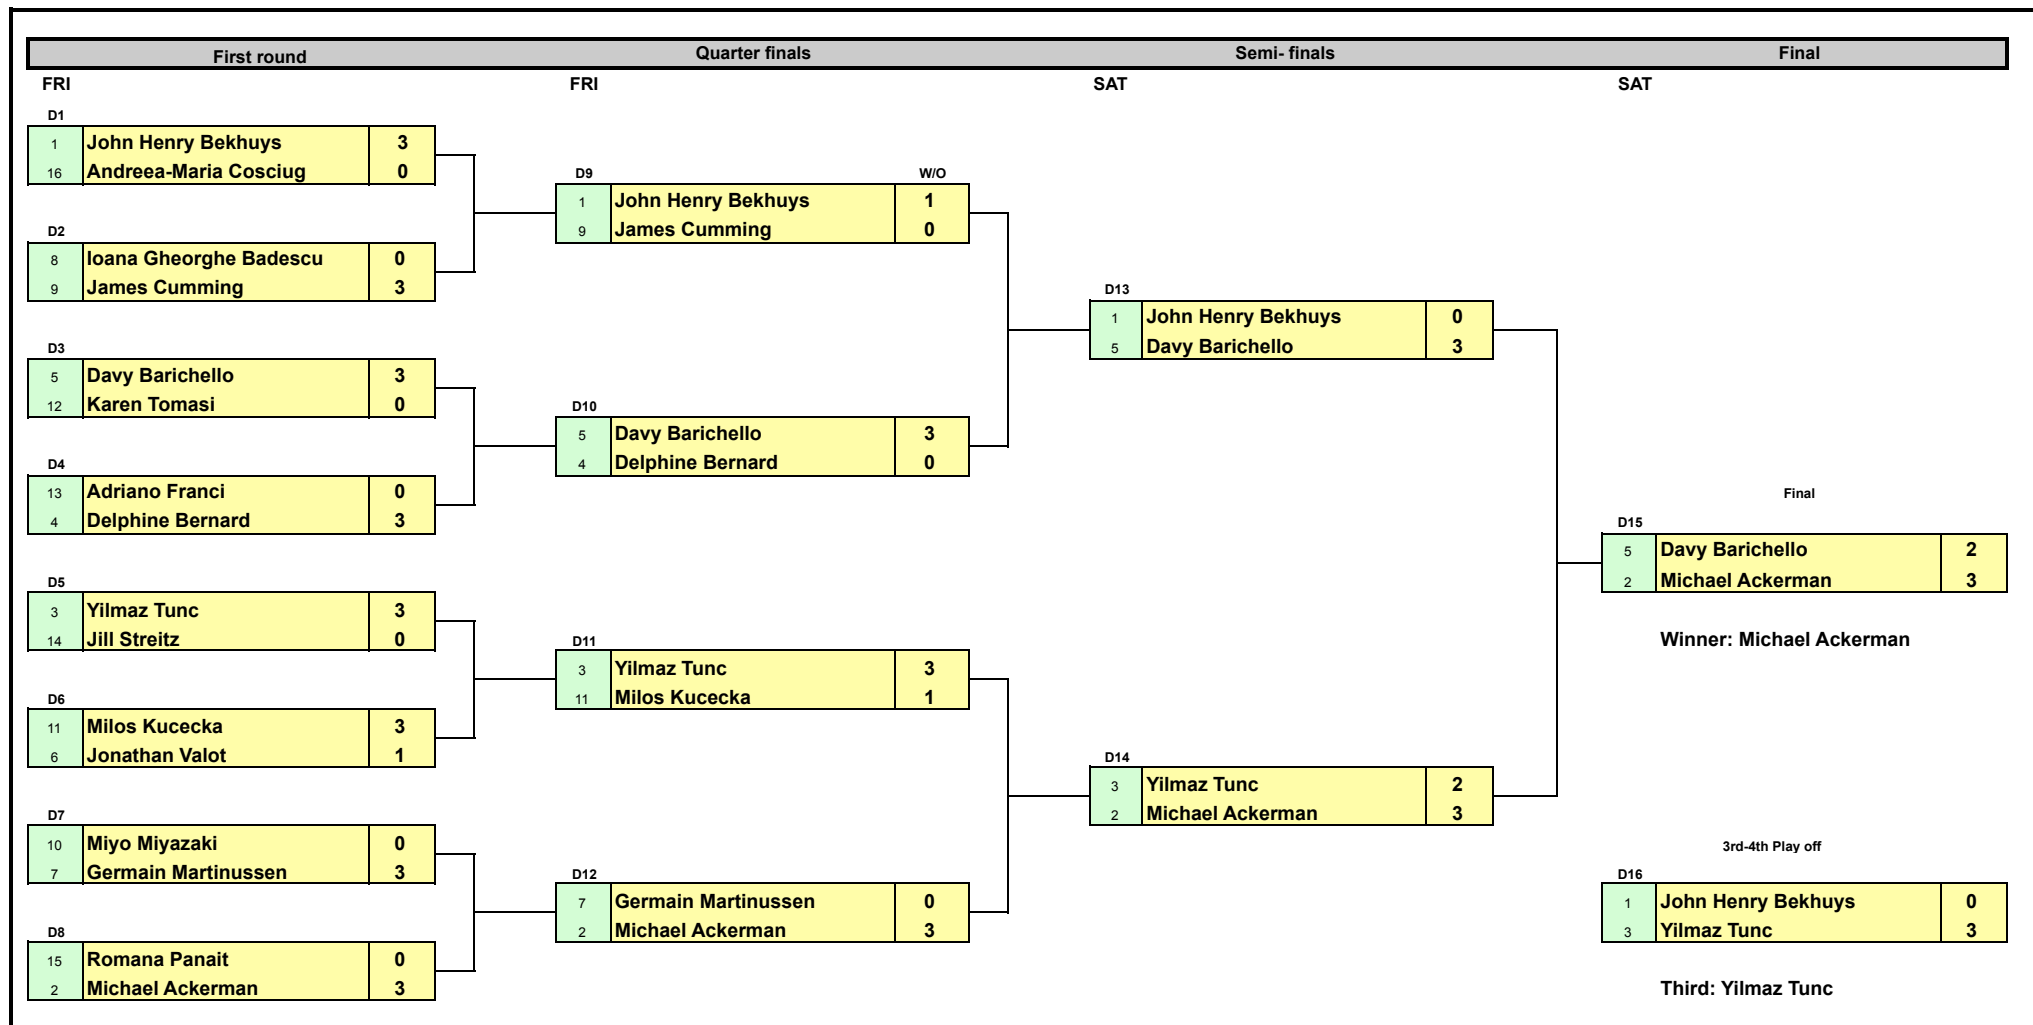 First round Quarter finals Semi- finals Final
FRI FRI SAT SAT
D1
1 John Henry Bekhuys 3
16 Andreea-Maria Cosciug 0
D2
8 Ioana Gheorghe Badescu 0
9 James Cumming 3
D3
5 Davy Barichello 3
12 Karen Tomasi 0
D4
13 Adriano Franci 0
4 Delphine Bernard 3
D5
3 Yilmaz Tunc 3
14 Jill Streitz 0
D6
11 Milos Kucecka 3
6 Jonathan Valot 1
D7
10 Miyo Miyazaki 0
7 Germain Martinussen 3
D8
15 Romana Panait 0
2 Michael Ackerman 3
D9 W/O
1 John Henry Bekhuys 1
9 James Cumming 0
D10
5 Davy Barichello 3
4 Delphine Bernard 0
D11
3 Yilmaz Tunc 3
11 Milos Kucecka 1
D12
7 Germain Martinussen 0
2 Michael Ackerman 3
D13
1 John Henry Bekhuys 0
5 Davy Barichello 3
D14
3 Yilmaz Tunc 2
2 Michael Ackerman 3
Final
D15
5 Davy Barichello 2
2 Michael Ackerman 3
Winner: Michael Ackerman
3rd-4th Play off
D16
1 John Henry Bekhuys 0
3 Yilmaz Tunc 3
Third: Yilmaz Tunc